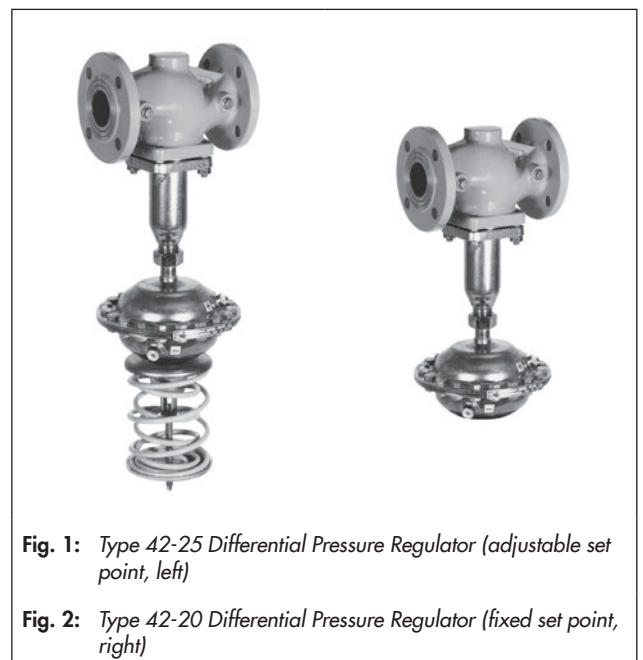 Fig. 1: Type 42-25 Differential Pressure Regulator (adjustable set
point, left)
Fig. 2: Type 42-20 Differential Pressure Regulator (fixed set point,
right)